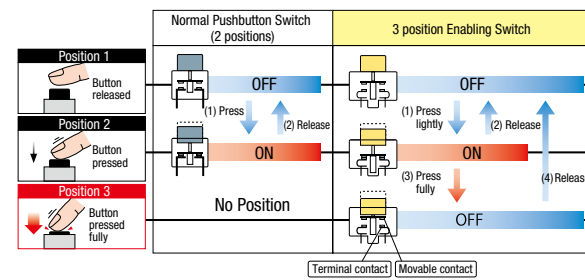 Normal Pushbutton Switch
(2 positions)
3 position Enabling Switch
Position 1
Button
released
OFF
OFF
(1) Press
(2) Release
(1) Press
lightly
(2) Release
Position 2
Button
pressed
ON
ON
(3) Press
fully
(4) Release
Position 3
Button
pressed
fully
No Position
OFF
Terminal contact
Movable contact